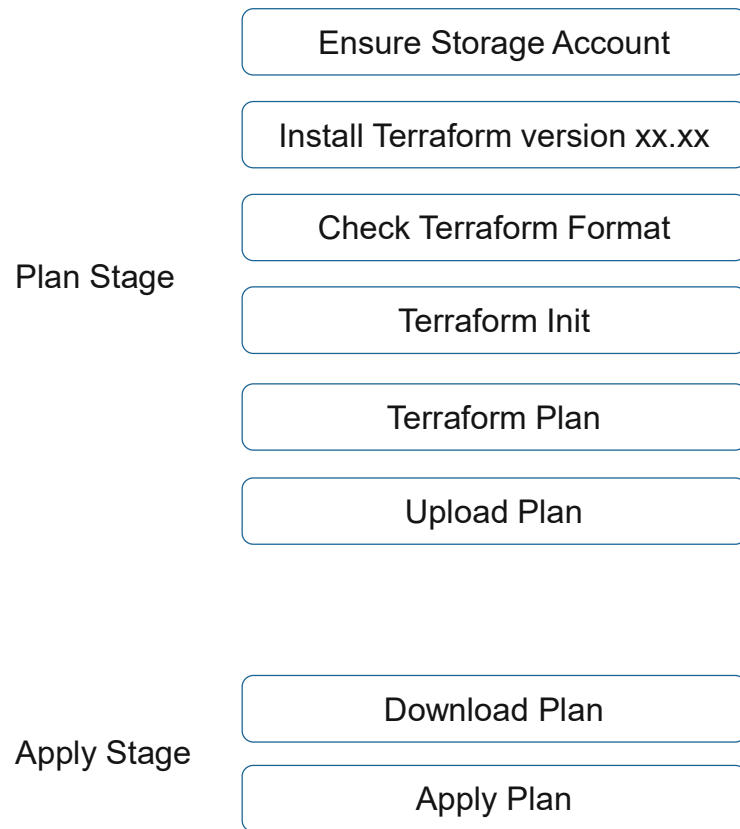 Ensure Storage Account
Install Terraform version xx.xx
Check Terraform Format
Plan Stage
Terraform Init
Terraform Plan
Upload Plan
Download Plan
Apply Stage
Apply Plan